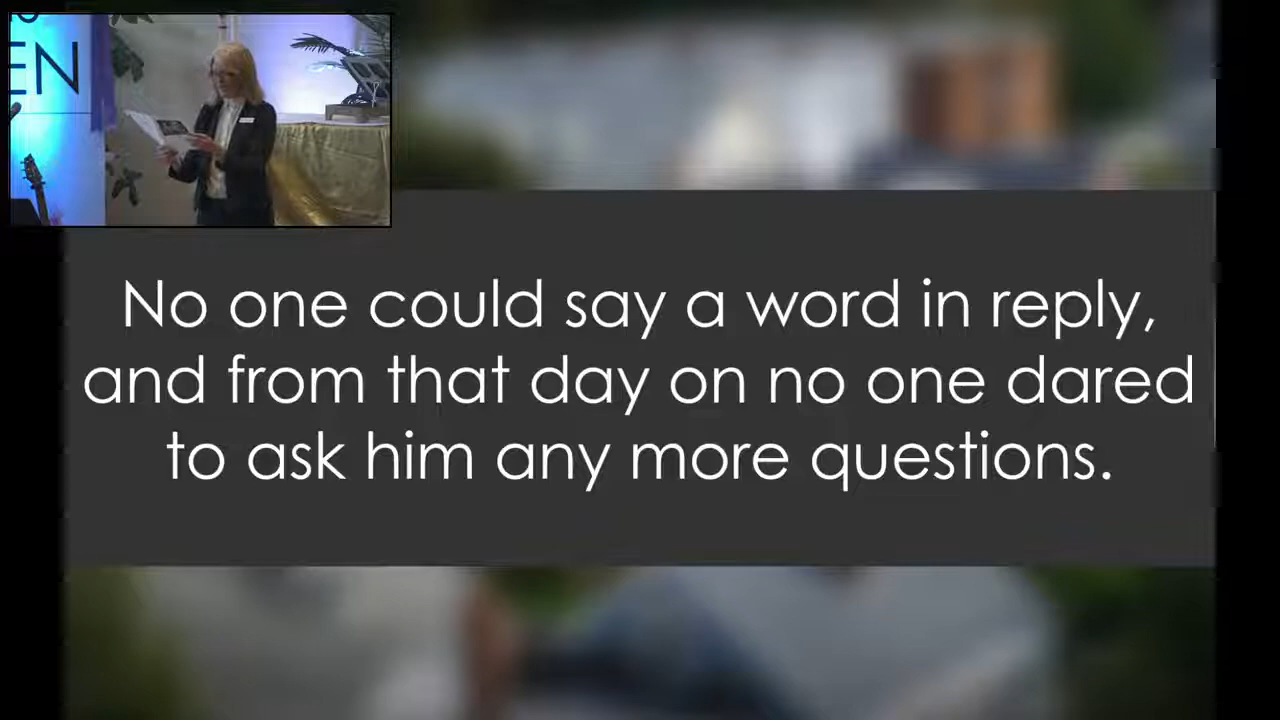 EN
No one could say a word in reply,
and from that day on no one dared
to ask him any more questions.